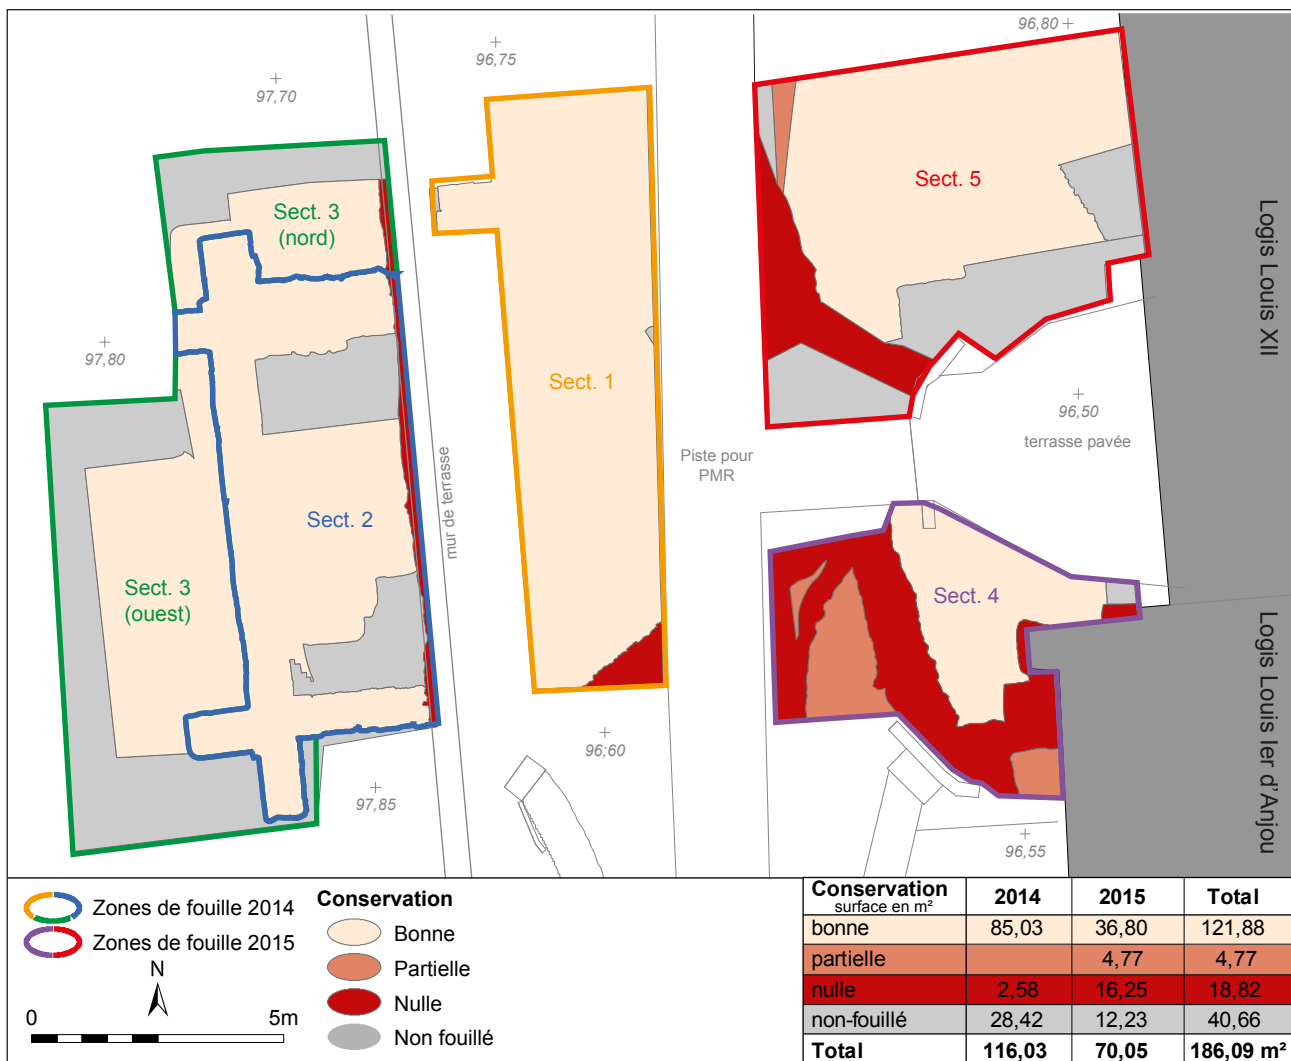 96,80
96,75
97,70
Sect. 3
(nord)
Sect. 5
Logis Louis XII
97,80
Sect. 1
96,50
terrasse pavée
Piste pour
PMR
mur de terrasse
Sect. 2
Sect. 3
(ouest)
Sect. 4
Logis Louis Ier d'Anjou
96,60
97,85
96,55
Zones de fouille 2014
Zones de fouille 2015
N
0 5m
Conservation
Bonne
Partielle
Nulle
Non fouillé
Conservation 2014 2015 Total
surface en m²
bonne 85,03 36,80 121,88
partielle 4,77 4,77
nulle 2,58 16,25 18,82
non-fouillé 28,42 12,23 40,66
Total 116,03 70,05 186,09 m²